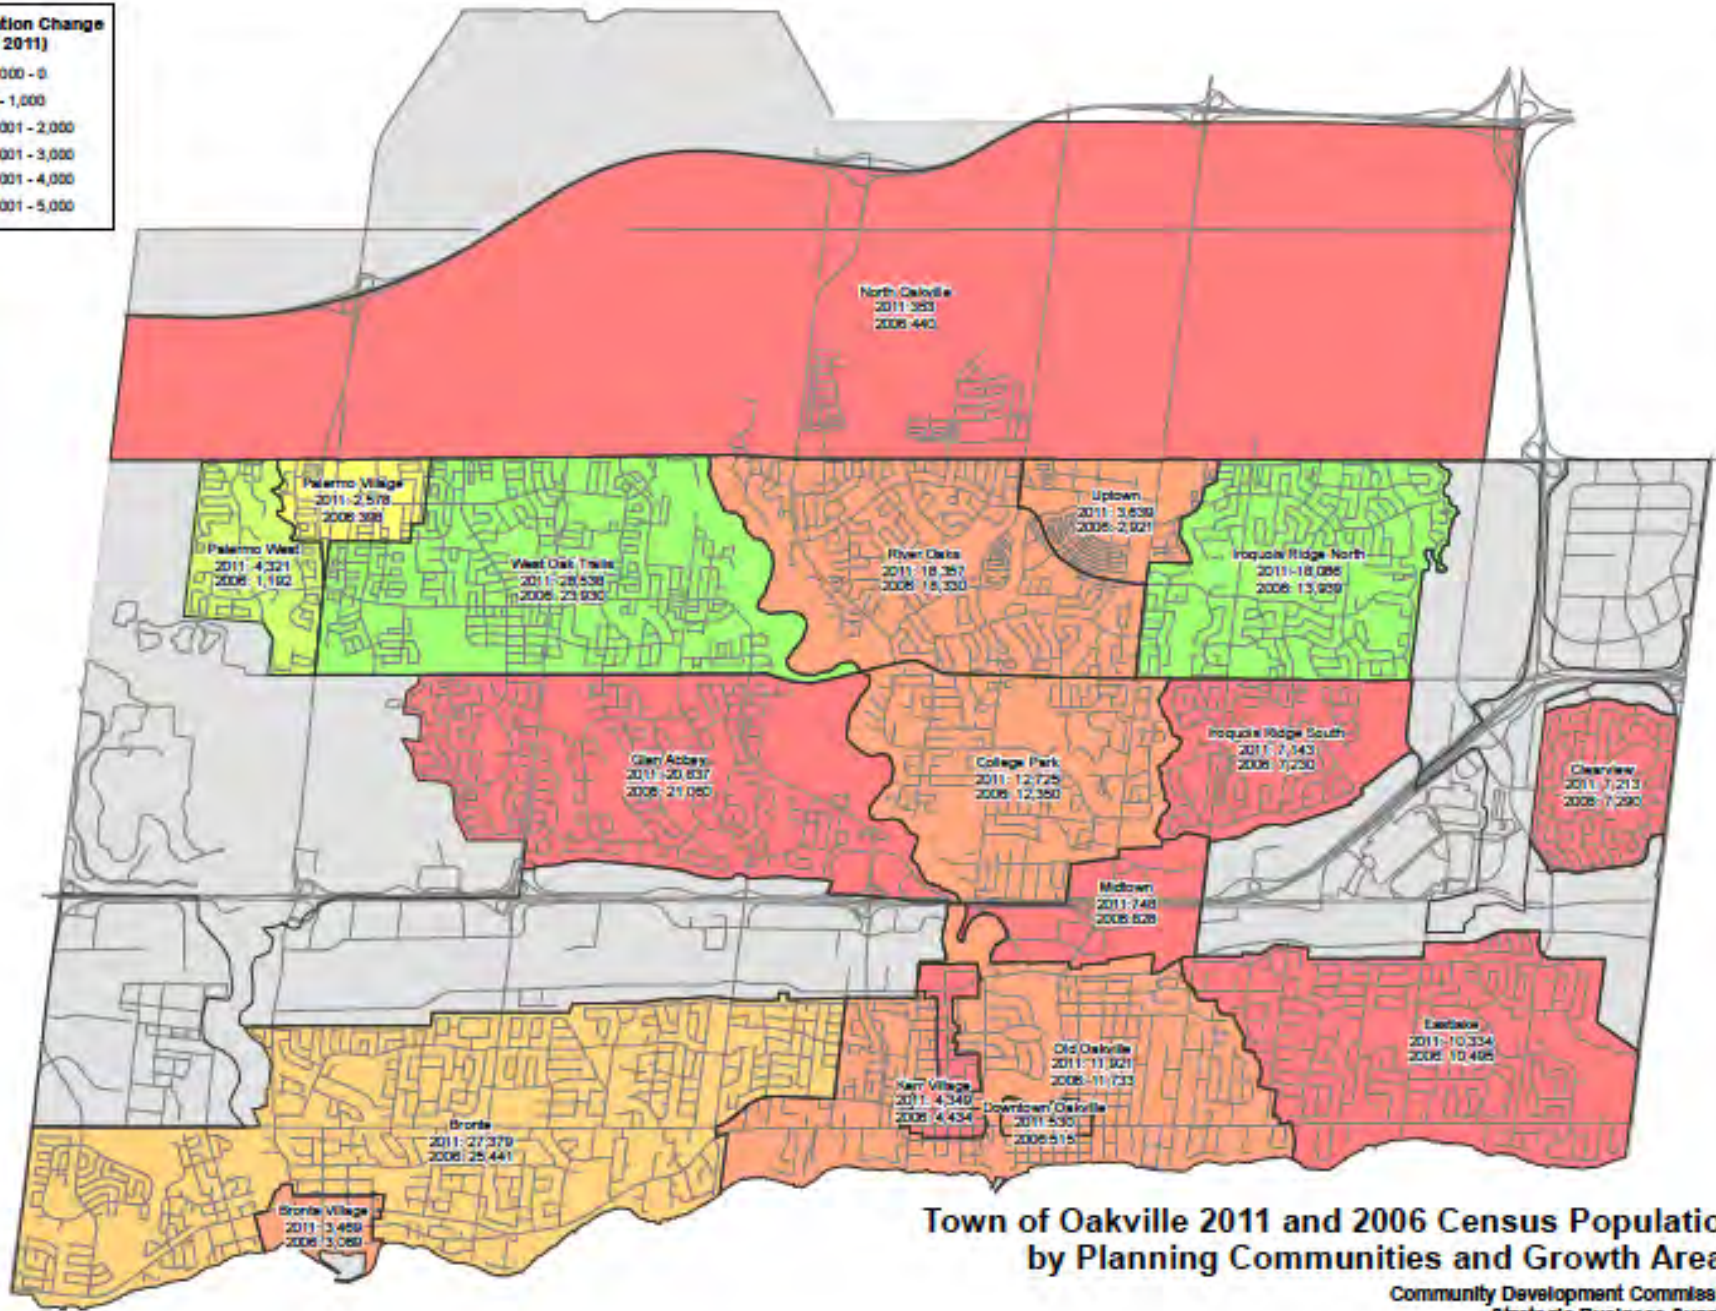 tion Change
2011)
000 - 0
- 1,000
001 - 2,000
001 - 3,000
001 - 4,000
001 - 5,000
North Oakville
2011: 353
2006: 440
Palermo Village
2011: 2,578
2006: 398
Uptown
2011: 3,639
2006: 2,921
Palermo West
2011: 4,321
2006: 1,192
West Oak Trails
2011: 28,538
2006: 23,930
River Oaks
2011: 18,357
2006: 18,330
Iroquois Ridge North
2011: 18,086
2006: 13,939
Glen Abbey
2011: 20,837
2006: 21,060
College Park
2011: 12,725
2006: 12,350
Iroquois Ridge South
2011: 7,143
2006: 7,230
Clearview
2011: 7,213
2006: 7,290
Midtown
2011: 748
2006: 828
Eastlake
2011: 10,334
2006: 10,495
Old Oakville
2011: 11,921
2006: 11,733
Kerr Village
2011: 4,349
2006: 4,434
Downtown Oakville
2011: 530
2006: 515
Bronte
2011: 27,379
2006: 25,441
Bronte Village
2011: 3,469
2006: 3,069
Town of Oakville 2011 and 2006 Census Populatio
by Planning Communities and Growth Area
Community Development Commiss